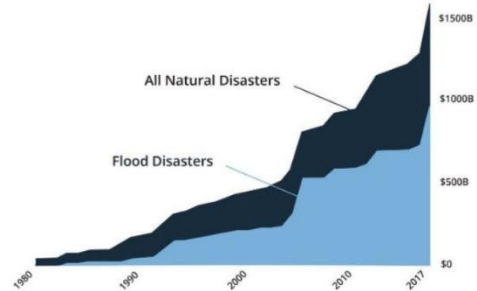 $1500B
All Natural Disasters
$1000B
Flood Disasters
$500B
$0
1980
1990
2000
2010
2017